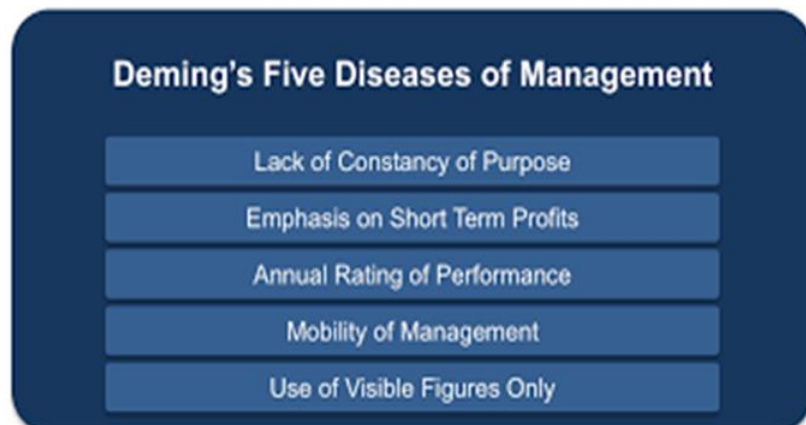 Deming’s Five Diseases of Management
Lack of Constancy of Purpose
Emphasis on Short Term Profits
Annual Rating of Performance
Mobility of Management
Use of Visible Figures Only